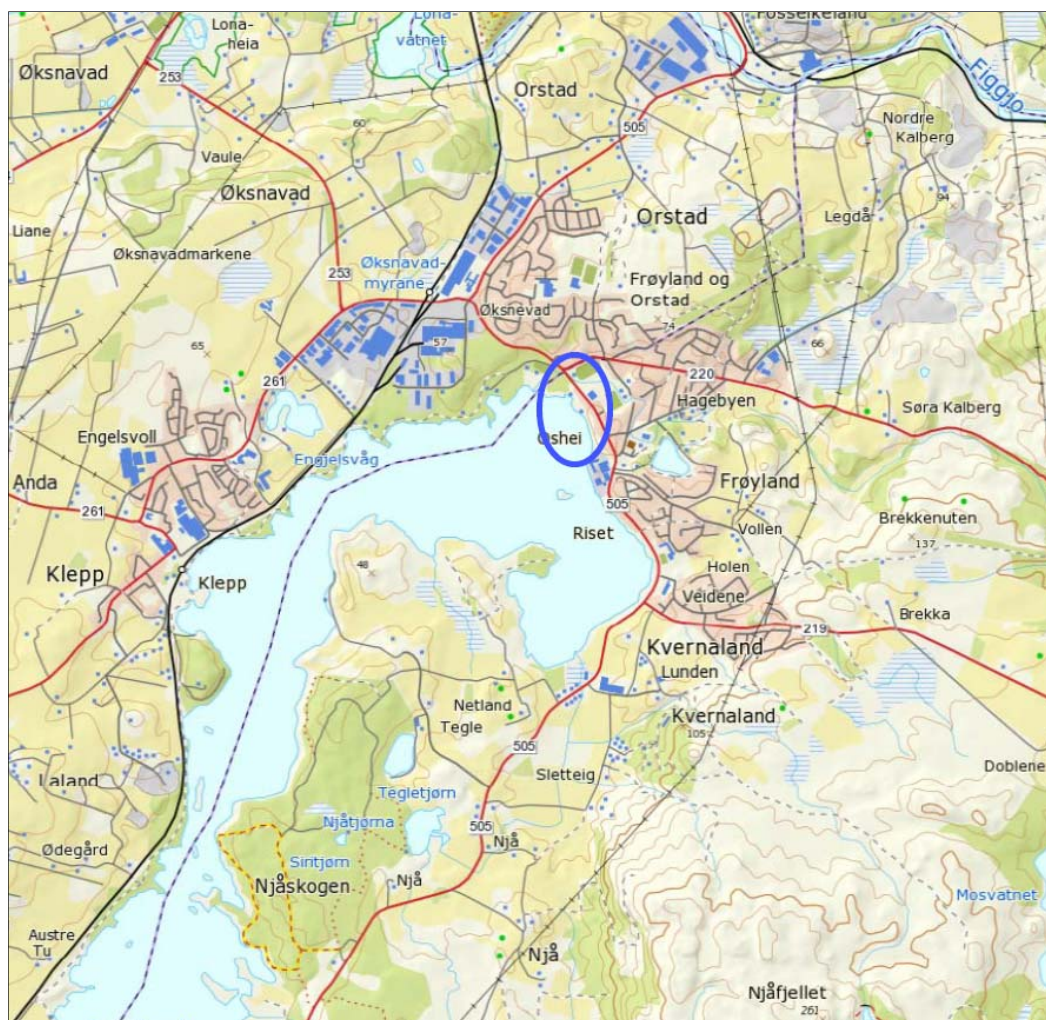 Lona-
heia
Lona-
vatnet
Fosseikeland
Øksnavad
253
Orstad
Figgjo
505
Nordre
Kalberg
60
Vaule
Øksnavad
94
Liane
Øksnavadmarkene
Orstad
Legdå
253
Øksnavad-
myrane
Frøyland og
Orstad
Øksnevad
74
57
66
65
261
220
Hagebyen
Søra Kalberg
Engelsvoll
Oshei
Engjelsvåg
Anda
Frøyland
261
505
Brekkenuten
Vollen
Riset
137
48
Holen
Klepp
Klepp
Veidene
Brekka
219
Kvernaland
Lunden
Netland
Kvernaland
Tegle
105
505
Sletteig
Doblene
Laland
Tegletjørn
Njåtjørna
505
Njå
Ødegård
Siritjørn
Njåskogen
Njå
Mosvatnet
Austre
Tu
Njå
Njåfjellet
261